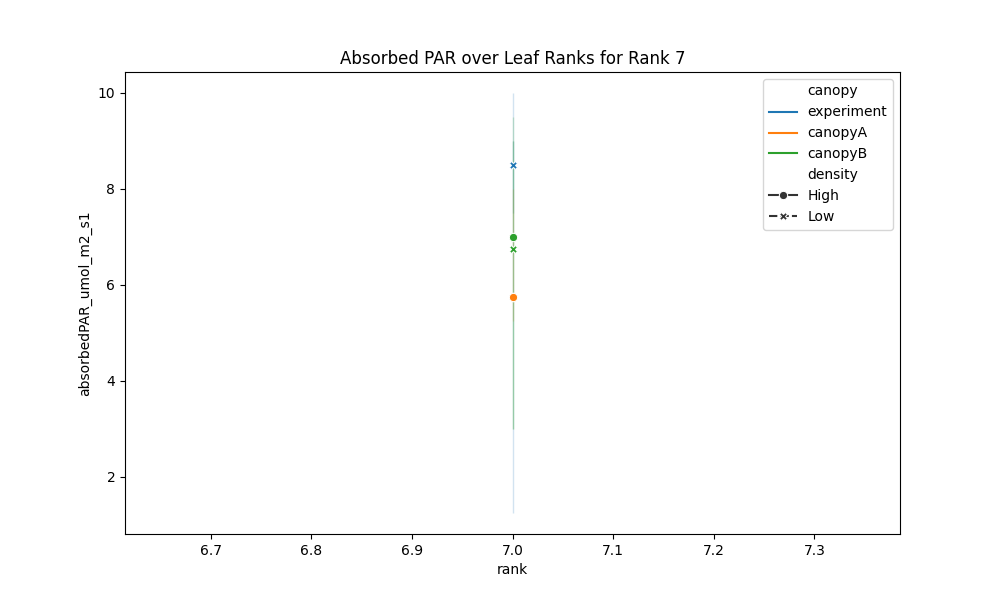 Absorbed PAR over Leaf Ranks for Rank 7
absorbedPAR_umol_m2_s1
10
8
6
4
2
canopy
experiment
canopyA
canopyB
density
High
Low
6.7 6.8 6.9 7.0 7.1 7.2 7.3
rank